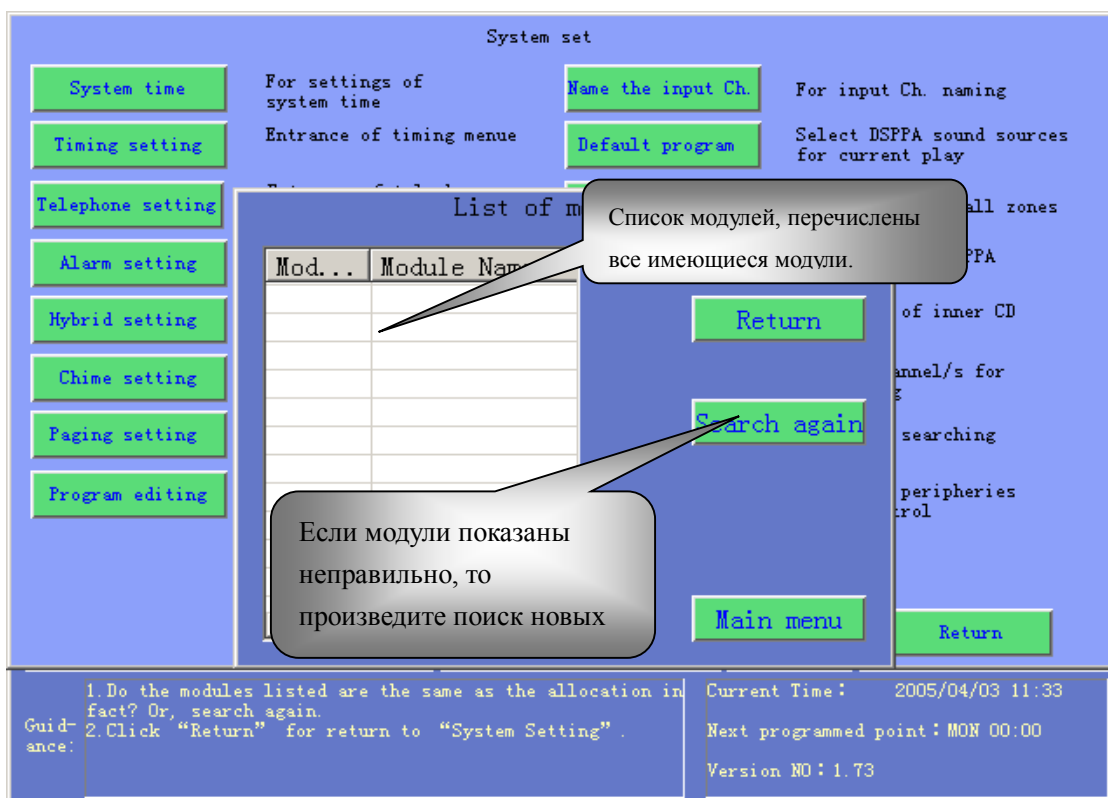 System set
System time
For settings of
system time
Name the input Ch.
For input Ch. naming
Timing setting
Entrance of timing menue
Default program
Select DSPPA sound sources
for current play
Telephone setting
all zones
Alarm setting
Hybrid setting
of inner CD
Chime setting
for
Paging setting
searching
Program editing
peripheries
List of
Mod...
Module Name
Список модулей, перечислены
все имеющиеся модули.
Return
Search again
Если модули показаны
неправильно, то
произведите поиск новых
Main menu
Return
Guid-
ance:
1.Do the modules listed are the same as the allocation in
fact? Or, search again.
2.Click “Return” for return to “System Setting”.
Current Time: 2005/04/03 11:33
Next programmed point:MON 00:00
Version NO:1.73